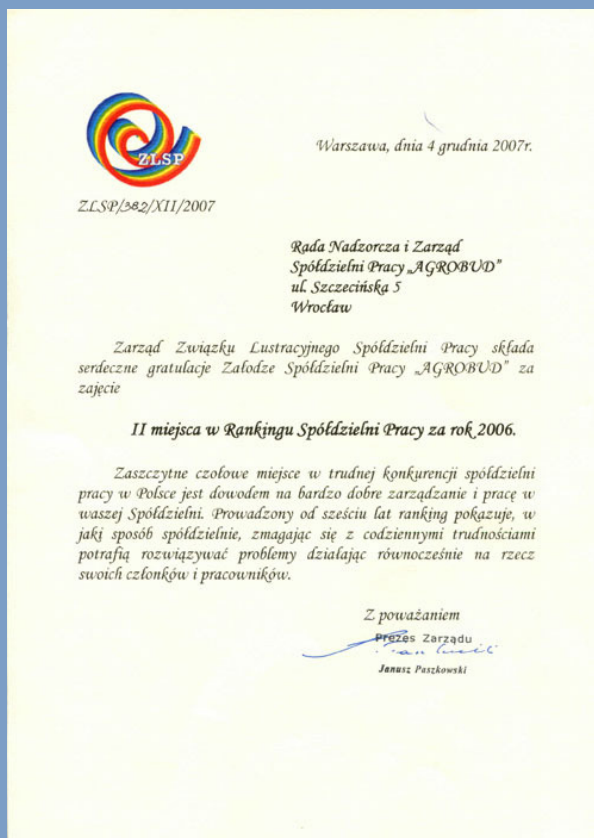 ZLSP
Warszawa, dnia 4 grudnia 2007r.
ZLSP/382/XII/2007
Rada Nadzorcza i Zarząd
Spółdzielni Pracy „AGROBUD”
ul. Szczecińska 5
Wrocław
Zarząd Związku Lustracyjnego Spółdzielni Pracy składa
serdeczne gratulacje Załodze Spółdzielni Pracy „AGROBUD” za
zajęcie
II miejsca w Rankingu Spółdzielni Pracy za rok 2006.
Zaszczytne czołowe miejsce w trudnej konkurencji spółdzielni
pracy w Polsce jest dowodem na bardzo dobre zarządzanie i pracę w
waszej Spółdzielni. Prowadzony od sześciu lat ranking pokazuje, w
jaki sposób spółdzielnie, zmagając się z codziennymi trudnościami
potrafią rozwiązywać problemy działając równocześnie na rzecz
swoich członków i pracowników.
Z poważaniem
Prezes Zarządu
Janusz Paszkowski